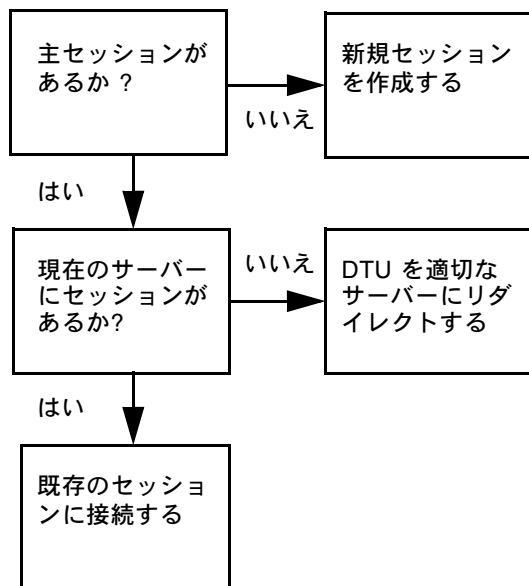 主セッションが
あるか ?
新規セッション
を作成する
いいえ
はい
現在のサーバー
にセッションが
あるか?
いいえ
DTU を適切な
サーバーにリダ
イレクトする
はい
既存のセッショ
ンに接続する